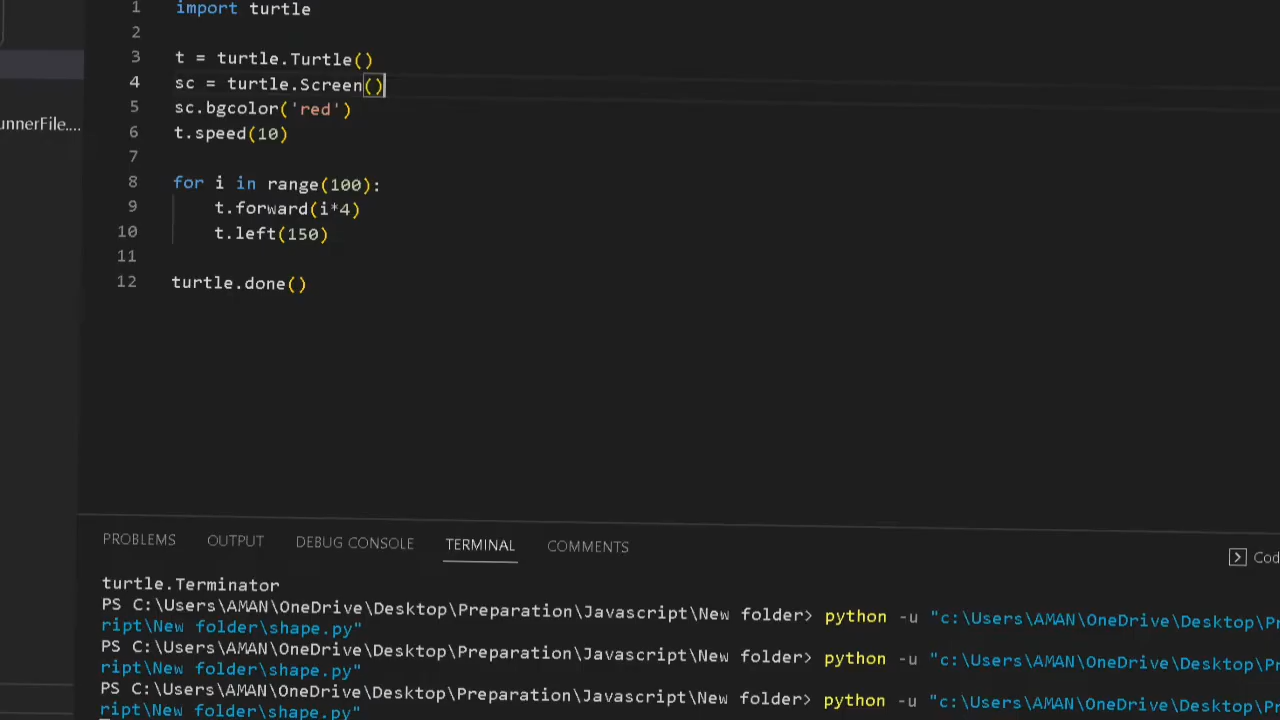 1 import turtle
2
3 t = turtle.Turtle()
4 sc = turtle.Screen()
5 sc.bgcolor('red')
6 t.speed(10)
7
8 for i in range(100):
9 t.forward(i*4)
10 t.left(150)
11
12 turtle.done()
unnerFile....
PROBLEMS OUTPUT DEBUG CONSOLE TERMINAL COMMENTS
Cod
turtle.Terminator
PS C:\Users\AMAN\OneDrive\Desktop\Preparation\Javascript\New folder> python -u "c:\Users\AMAN\OneDrive\Desktop\Pr
ript\New folder\shape.py"
PS C:\Users\AMAN\OneDrive\Desktop\Preparation\Javascript\New folder> python -u "c:\Users\AMAN\OneDrive\Desktop\Pr
ript\New folder\shape.py"
PS C:\Users\AMAN\OneDrive\Desktop\Preparation\Javascript\New folder> python -u "c:\Users\AMAN\OneDrive\Desktop\Pr
ript\New folder\shape.py"